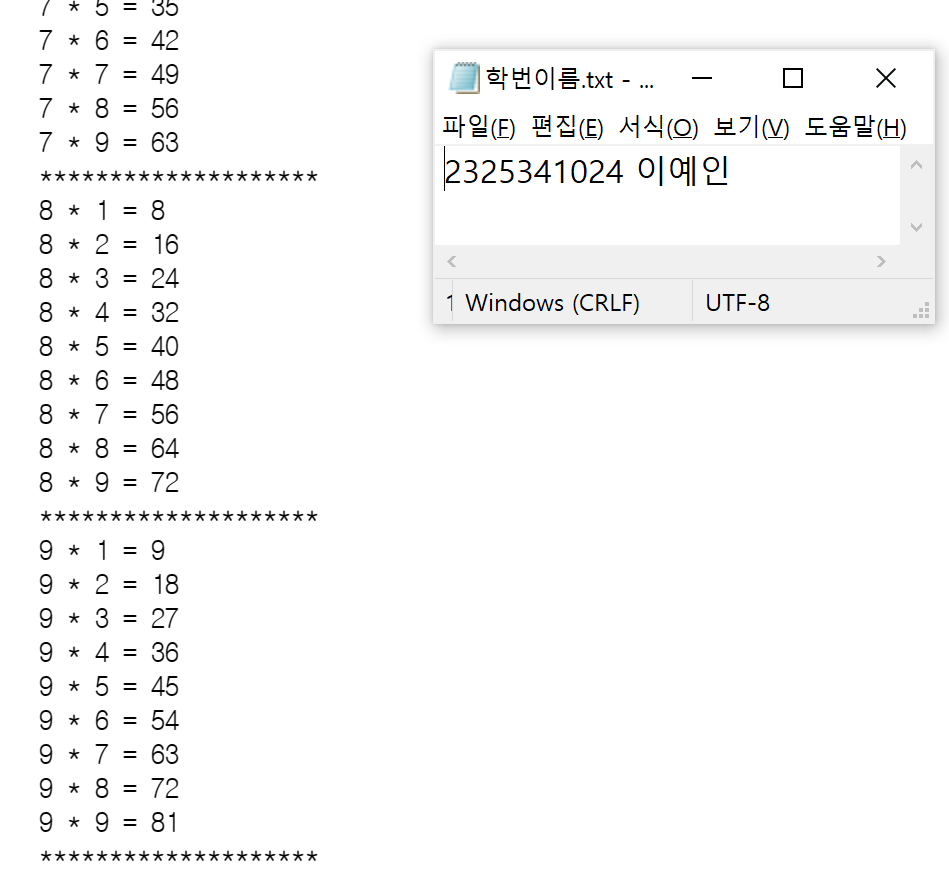 7 * 5 = 35
7 * 6 = 42
7 * 7 = 49
7 * 8 = 56
7 * 9 = 63
********************
8 * 1 = 8
8 * 2 = 16
8 * 3 = 24
8 * 4 = 32
8 * 5 = 40
8 * 6 = 48
8 * 7 = 56
8 * 8 = 64
8 * 9 = 72
********************
9 * 1 = 9
9 * 2 = 18
9 * 3 = 27
9 * 4 = 36
9 * 5 = 45
9 * 6 = 54
9 * 7 = 63
9 * 8 = 72
9 * 9 = 81
********************
학번이름.txt - ...
파일(F) 편집(E) 서식(O) 보기(V) 도움말(H)
2325341024 이예인
1 Windows (CRLF) UTF-8